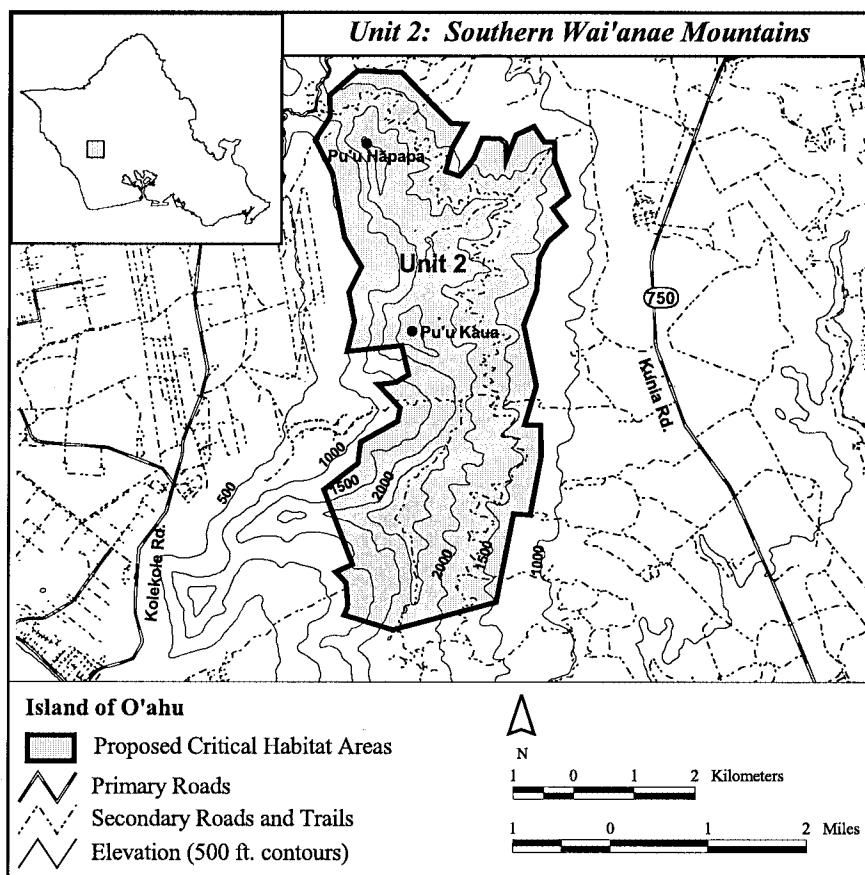 Unit 2: Southern Wai'anae Mountains
Pu'u Hāpapa
Unit 2
Pu'u Kaua
750
Kunia Rd.
Kolekole Rd.
500
1000
1500
2000
2000
1500
1000
Island of O'ahu
Proposed Critical Habitat Areas
Primary Roads
Secondary Roads and Trails
Elevation (500 ft. contours)
N
1 0 1 2 Kilometers
1 0 1 2 Miles